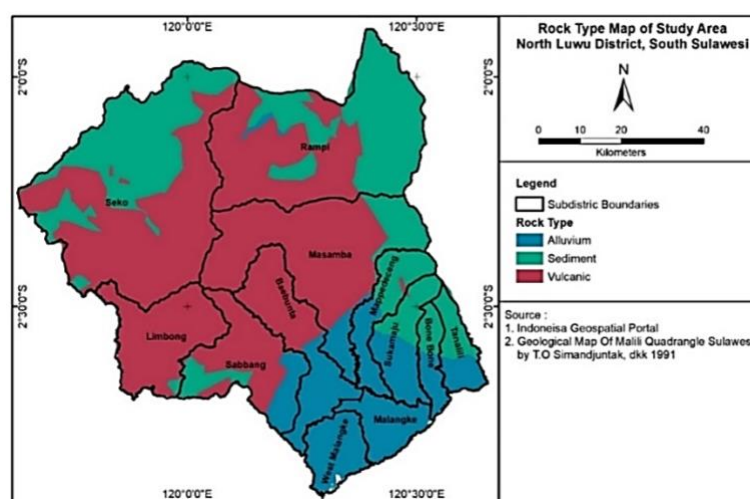 120°0'0"E
120°30'0"E
2°0'0"S
2°30'0"S
Rampi
Seko
Masamba
Baebunta
Mappedeceng
Limbong
Sabbang
Sukamaju
Bone Bone
Tanalili
Malangke
West Malangke
2°0'0"S
2°30'0"S
120°0'0"E
120°30'0"E
Rock Type Map of Study Area
North Luwu District, South Sulawesi
N
0 10 20 40
Kilometers
Legend
Subdistric Boundaries
Rock Type
Alluvium
Sediment
Vulcanic
Source :
1. Indoneisa Geospatial Portal
2. Geological Map Of Malili Quadrangle Sulawes
by T.O Simandjuntak, dkk 1991